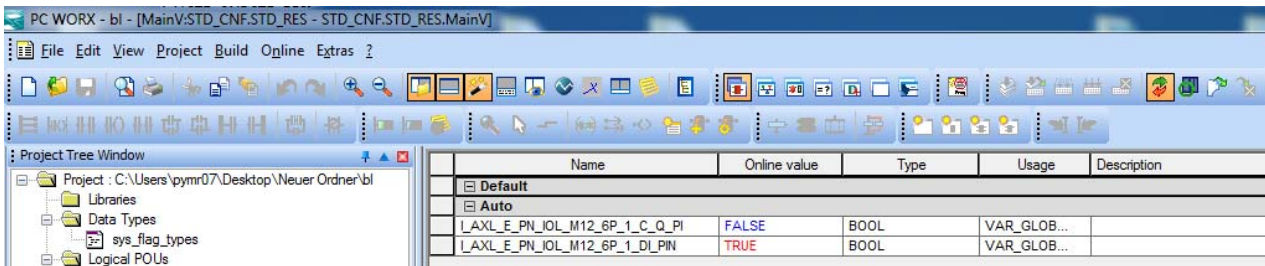 PC WORX - bl - [MainV:STD_CNF.STD_RES - STD_CNF.STD_RES.MainV]
File Edit View Project Build Online Extras ?
Project Tree Window
Name Online value Type Usage Description
Project : C:\Users\pymr07\Desktop\Neuer Ordner\bl
Default
Libraries
Auto
Data Types
I_AXL_E_PN_IOL_M12_6P_1_C_Q_PI FALSE BOOL VAR_GLOB...
sys_flag_types
I_AXL_E_PN_IOL_M12_6P_1_DI_PIN TRUE BOOL VAR_GLOB...
Logical POUs